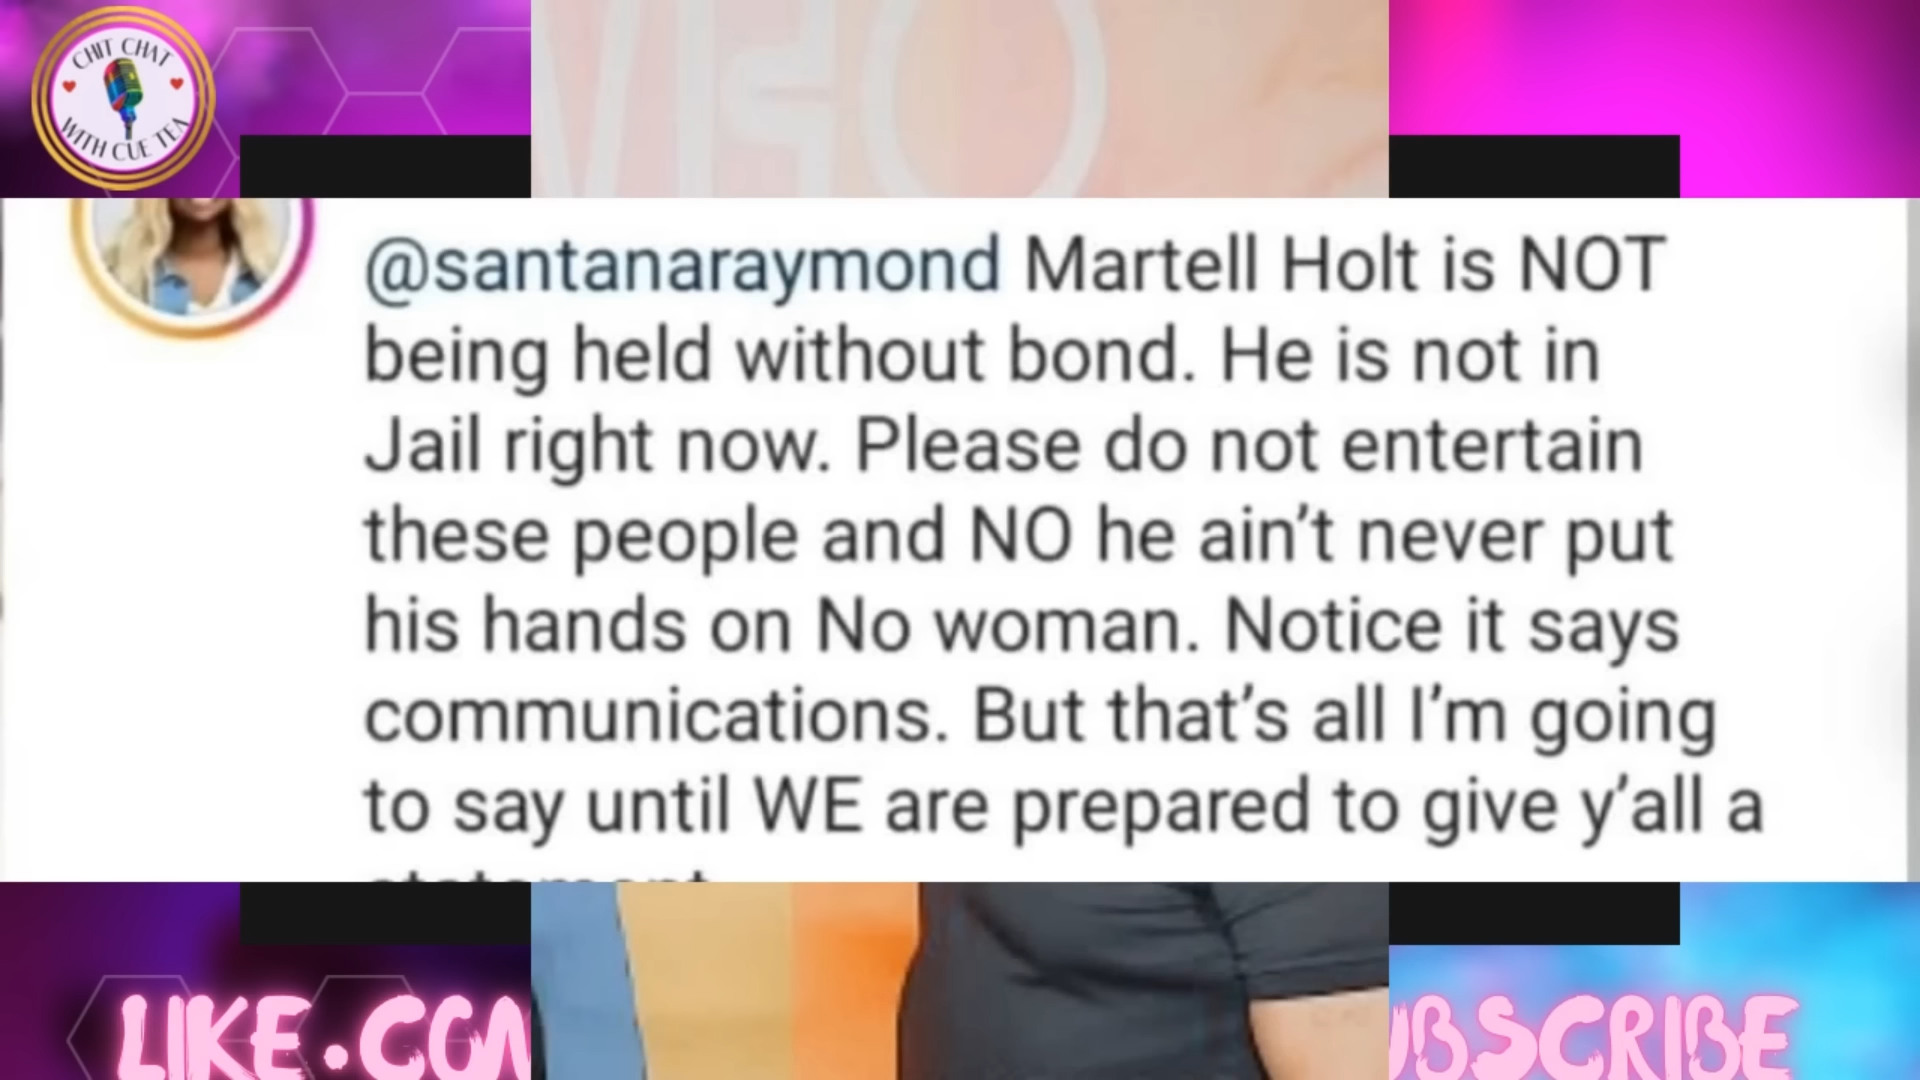 CHIT CHAT
WITH CUE TEA
@santanaraymond Martell Holt is NOT
being held without bond. He is not in
Jail right now. Please do not entertain
these people and NO he ain't never put
his hands on No woman. Notice it says
communications. But that's all I'm going
to say until WE are prepared to give y'all a
statement
LIKE.COM
UBSCRIBE